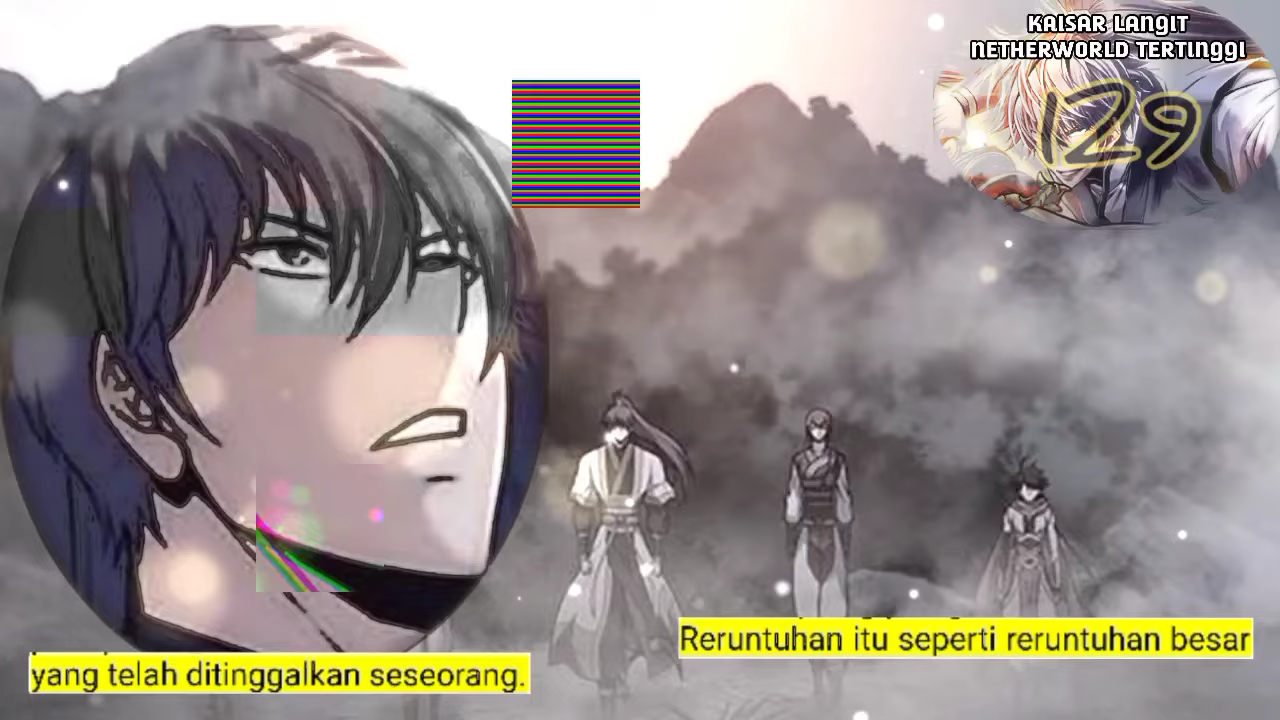 KAISAR LANGIT
NETHERWORLD TERTINGGI
129
Reruntuhan itu seperti reruntuhan besar
yang telah ditinggalkan seseorang.